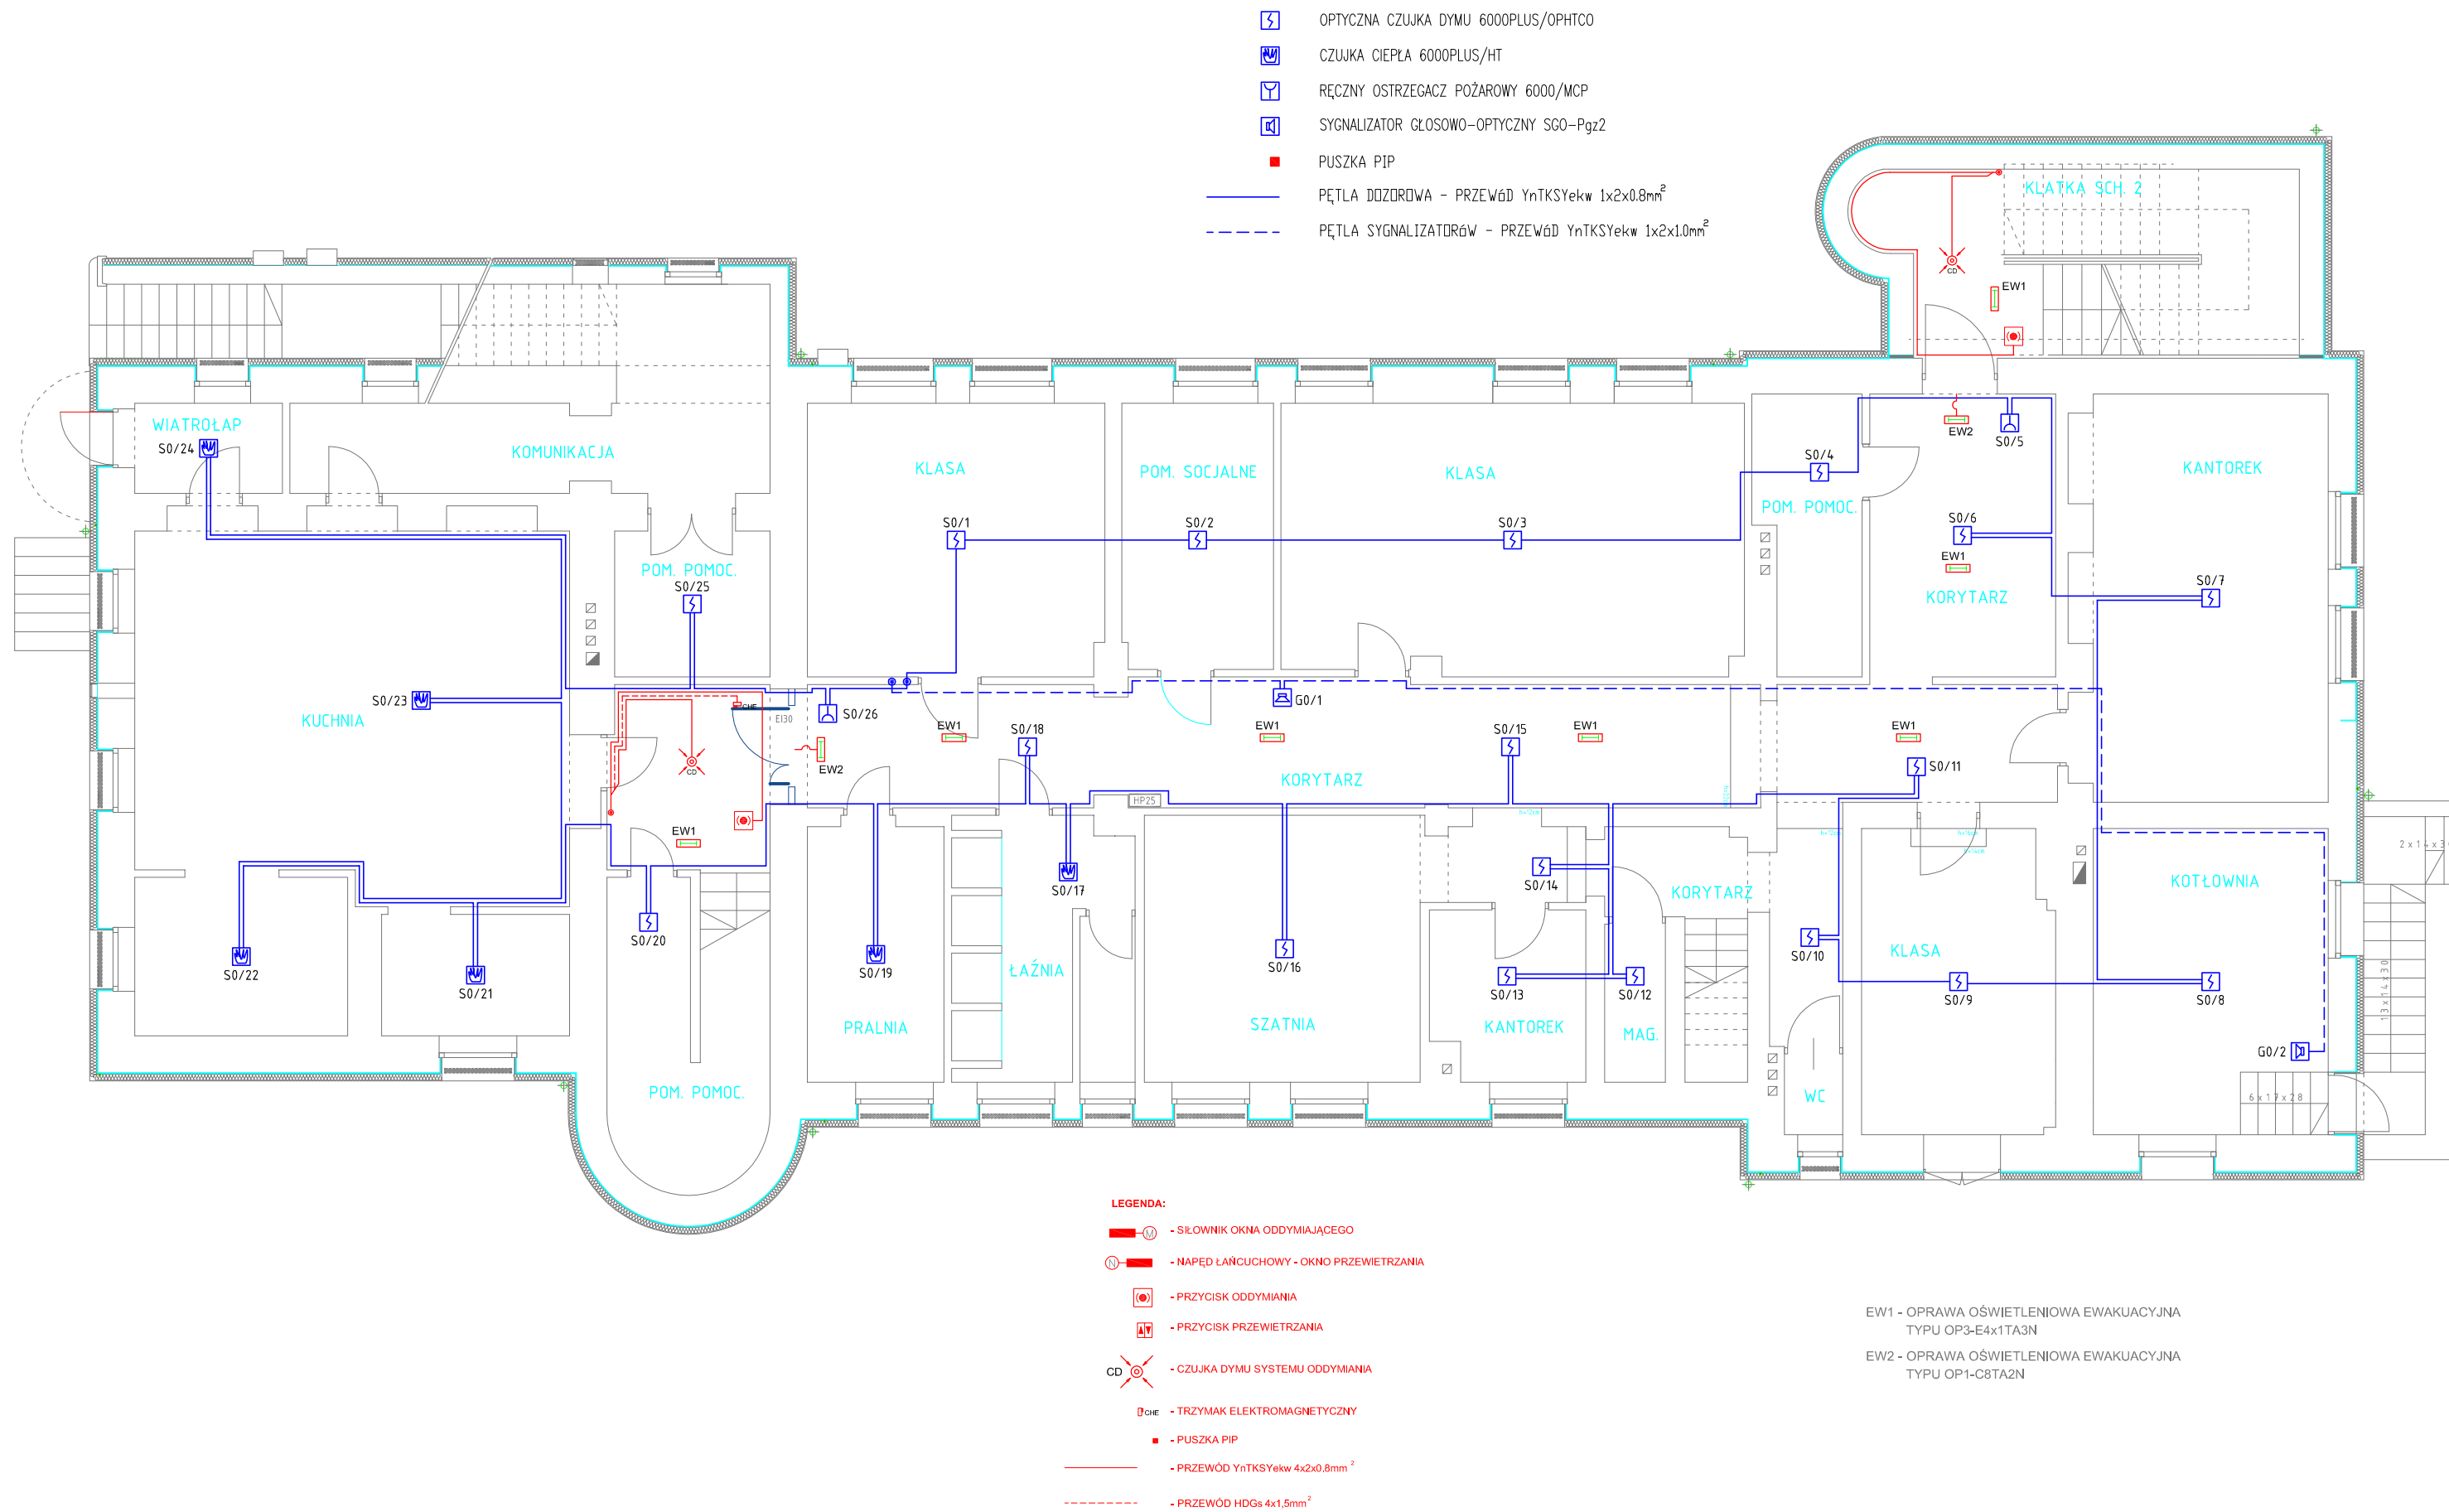 OPTYCZNA CZUJKA DYMU 6000PLUS/OPHTCO
CZUJKA CIEPŁA 6000PLUS/HT
RĘCZNY OSTRZEGACZ POŻAROWY 6000/MCP
SYGNALIZATOR GŁOSOWO-OPTYCZNY SGO-Pgz2
PUSZKA PIP
PĘTLA DOZOROWA - PRZEWóD YnTKSYekw 1x2x0.8mm²
PĘTLA SYGNALIZATORóW - PRZEWóD YnTKSYekw 1x2x1.0mm²
KLATKA SCH. 2
CD
EW1
WIATROŁAP
S0/24
KOMUNIKACJA
KLASA
POM. SOCJALNE
KLASA
EW2
S0/5
S0/4
KANTOREK
POM. POMOC.
S0/1
S0/2
S0/3
S0/6
EW1
POM. POMOC.
S0/25
KORYTARZ
S0/7
S0/23
KUCHNIA
CHE
EI30
S0/26
G0/1
EW1
S0/18
EW1
S0/15
EW1
EW1
CD
EW2
KORYTARZ
S0/11
HP25
EW1
S0/17
S0/14
KORYTARZ
KOTŁOWNIA
2x14x3
S0/20
S0/22
S0/21
S0/19
ŁAŹNIA
S0/16
S0/13
S0/12
S0/10
KLASA
S0/9
S0/8
13x14x30
PRALNIA
SZATNIA
KANTOREK
MAG.
G0/2
POM. POMOC.
WC
6x17x28
LEGENDA:
M - SIŁOWNIK OKNA ODDYMIAJĄCEGO
N - NAPĘD ŁAŃCUCHOWY - OKNO PRZEWIETRZANIA
- PRZYCISK ODDYMIANIA
- PRZYCISK PRZEWIETRZANIA
CD - CZUJKA DYMU SYSTEMU ODDYMIANIA
CHE - TRZYMAK ELEKTROMAGNETYCZNY
- PUSZKA PIP
- PRZEWÓD YnTKSYekw 4x2x0,8mm²
- PRZEWÓD HDGs 4x1,5mm²
EW1 - OPRAWA OŚWIETLENIOWA EWAKUACYJNA
TYPU OP3-E4x1TA3N
EW2 - OPRAWA OŚWIETLENIOWA EWAKUACYJNA
TYPU OP1-C8TA2N